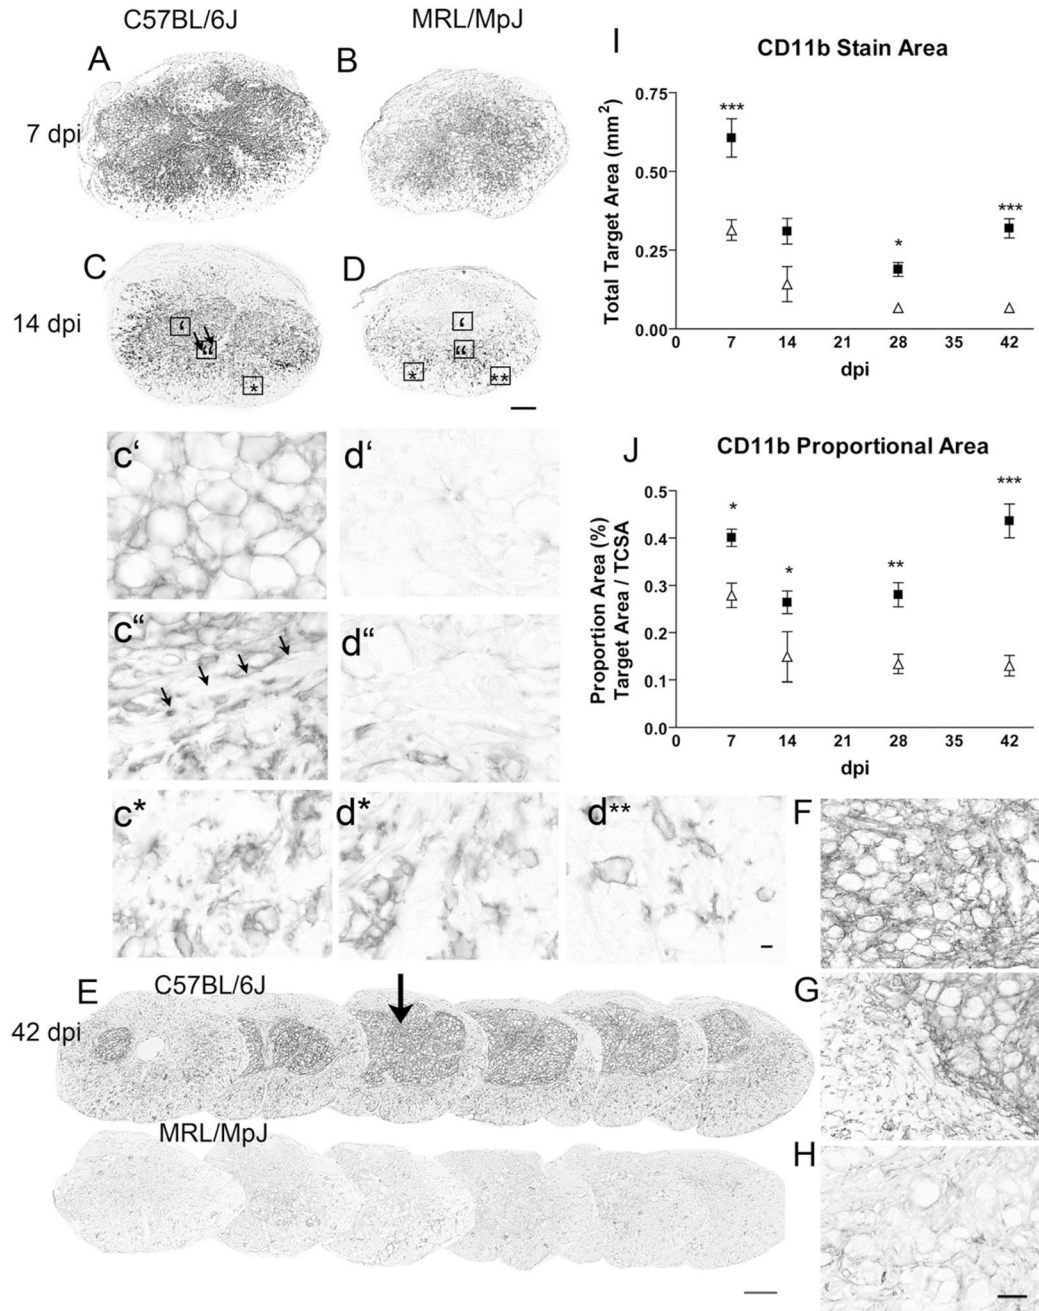 C57BL/6J
MRL/MpJ
A
B
7 dpi
C
D
14 dpi
‘
“
*
‘
“
*
**
c‘
d‘
c“
d“
c*
d*
d**
E
C57BL/6J
42 dpi
MRL/MpJ
I
CD11b Stain Area
Total Target Area (mm²)
0.75
0.50
0.25
0.00
***
*
***
0
7
14
21
28
35
42
dpi
J
CD11b Proportional Area
Proportion Area (%)
Target Area / TCSA
0.5
0.4
0.3
0.2
0.1
0.0
*
*
**
***
0
7
14
21
28
35
42
dpi
F
G
H